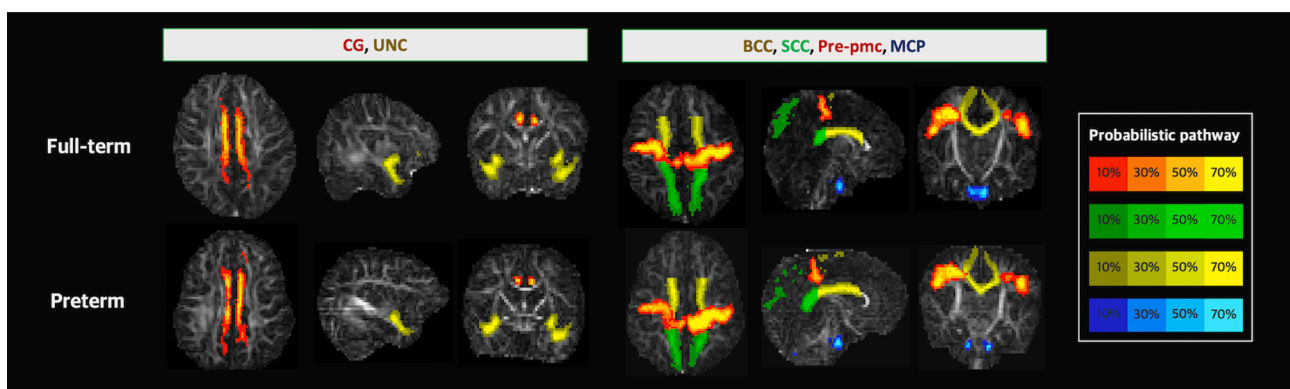 CG, UNC
BCC, SCC, Pre-pmc, MCP
Full-term
Preterm
Probabilistic pathway
10% 30% 50% 70%
10% 30% 50% 70%
10% 30% 50% 70%
10% 30% 50% 70%